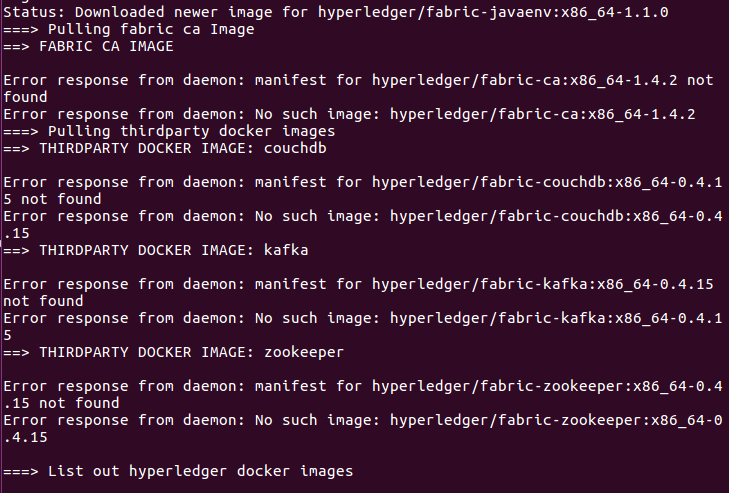 Status: Downloaded newer image for hyperledger/fabric-javaenv:x86_64-1.1.0
===> Pulling fabric ca Image
==> FABRIC CA IMAGE
Error response from daemon: manifest for hyperledger/fabric-ca:x86_64-1.4.2 not
found
Error response from daemon: No such image: hyperledger/fabric-ca:x86_64-1.4.2
===> Pulling thirdparty docker images
==> THIRDPARTY DOCKER IMAGE: couchdb
Error response from daemon: manifest for hyperledger/fabric-couchdb:x86_64-0.4.1
5 not found
Error response from daemon: No such image: hyperledger/fabric-couchdb:x86_64-0.4
.15
==> THIRDPARTY DOCKER IMAGE: kafka
Error response from daemon: manifest for hyperledger/fabric-kafka:x86_64-0.4.15
not found
Error response from daemon: No such image: hyperledger/fabric-kafka:x86_64-0.4.1
5
==> THIRDPARTY DOCKER IMAGE: zookeeper
Error response from daemon: manifest for hyperledger/fabric-zookeeper:x86_64-0.4
.15 not found
Error response from daemon: No such image: hyperledger/fabric-zookeeper:x86_64-0
.4.15
===> List out hyperledger docker images